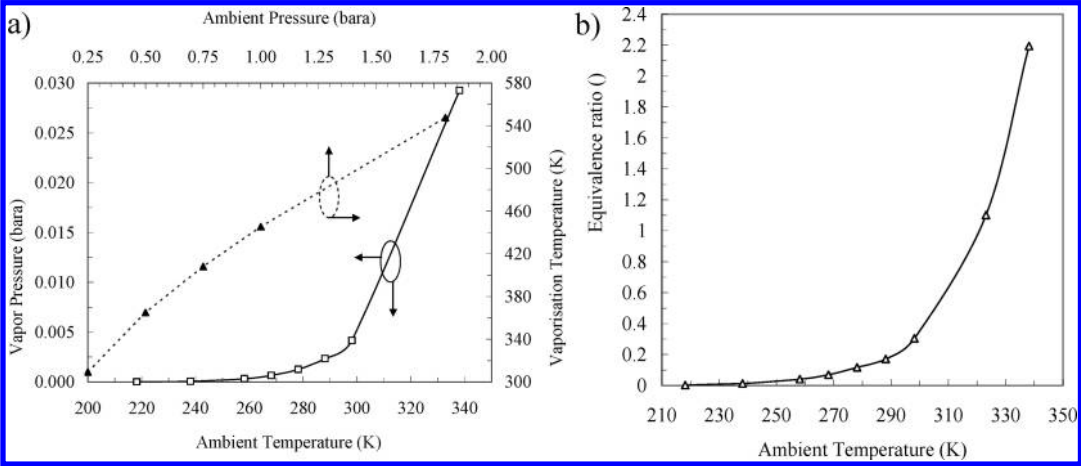 a)
Ambient Pressure (bara)
0.25 0.50 0.75 1.00 1.25 1.50 1.75 2.00
0.030
0.025
0.020
0.015
0.010
0.005
0.000
Vapor Pressure (bara)
580
540
500
460
420
380
340
300
Vaporisation Temperature (K)
200 220 240 260 280 300 320 340
Ambient Temperature (K)
b)
2.4
2.2
2
1.8
1.6
1.4
1.2
1
0.8
0.6
0.4
0.2
0
Equivalence ratio ()
210 230 250 270 290 310 330 350
Ambient Temperature (K)